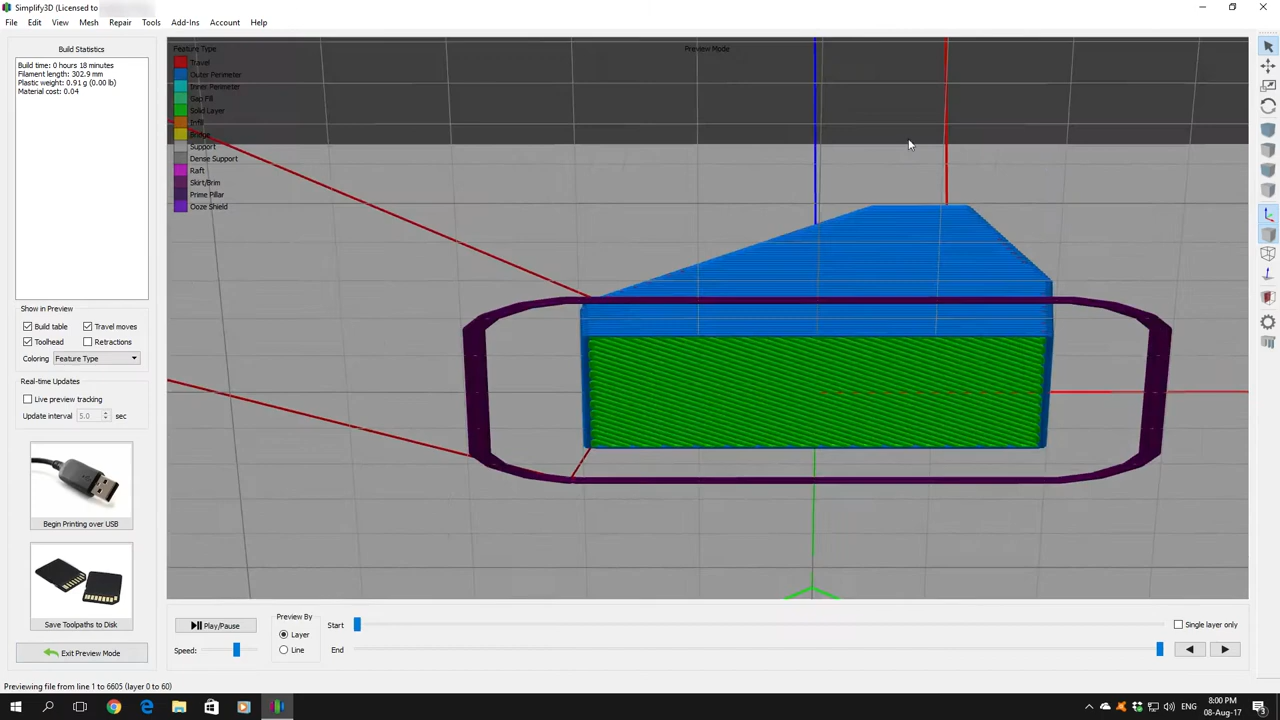 Simplify3D (Licensed to
File Edit View Mesh Repair Tools Add-Ins Account Help
Build Statistics
Build time: 0 hours 18 minutes
Filament length: 302.9 mm
Plastic weight: 0.91 g (0.00 lb)
Material cost: 0.04
Show in Preview
Build table
Travel moves
Toolhead
Retractions
Coloring Feature Type
Real-time Updates
Live preview tracking
Update interval 5.0 sec
Begin Printing over USB
Save Toolpaths to Disk
Exit Preview Mode
Feature Type
Travel
Outer Perimeter
Inner Perimeter
Gap Fill
Solid Layer
Infill
Bridge
Support
Dense Support
Raft
Skirt/Brim
Prime Pillar
Ooze Shield
Preview Mode
Play/Pause
Speed:
Preview By
Layer
Line
Start
End
Single layer only
Previewing file from line 1 to 6605 (layer 0 to 60)
ENG
8:00 PM
08-Aug-17
3